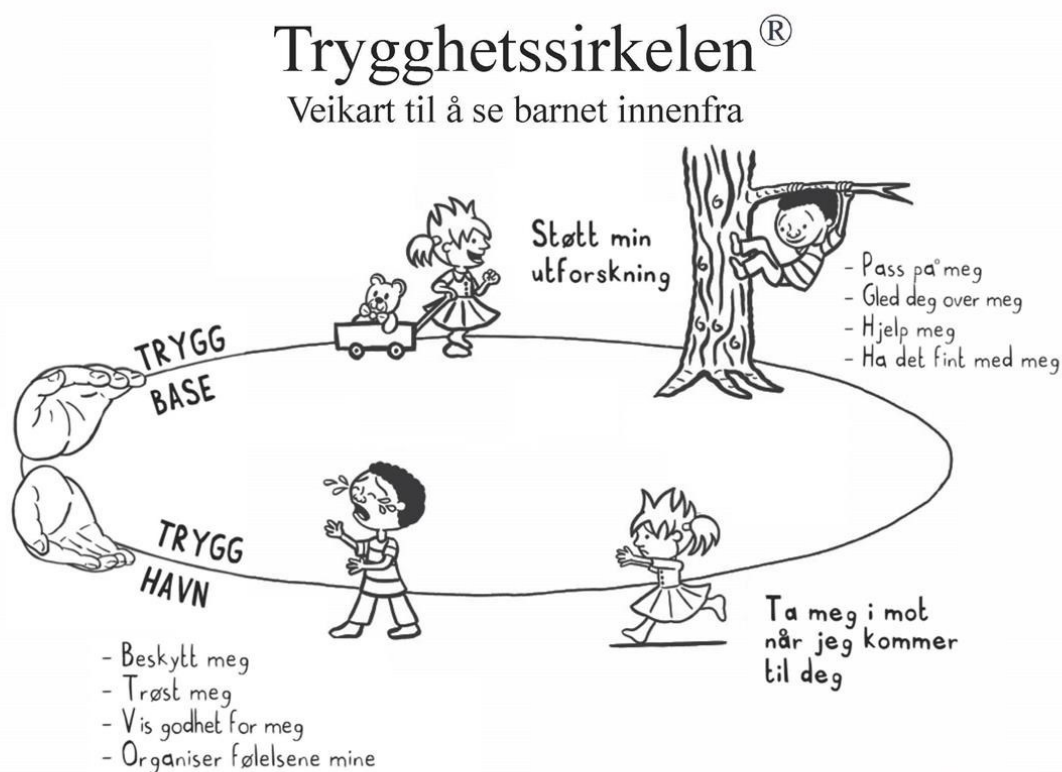 Trygghetssirkelen®
Veikart til å se barnet innenfra
Støtt min
utforskning
- Pass på meg
- Gled deg over meg
- Hjelp meg
- Ha det fint med meg
TRYGG
BASE
TRYGG
HAVN
Ta meg i mot
når jeg kommer
til deg
- Beskytt meg
- Trøst meg
- Vis godhet for meg
- Organiser følelsene mine